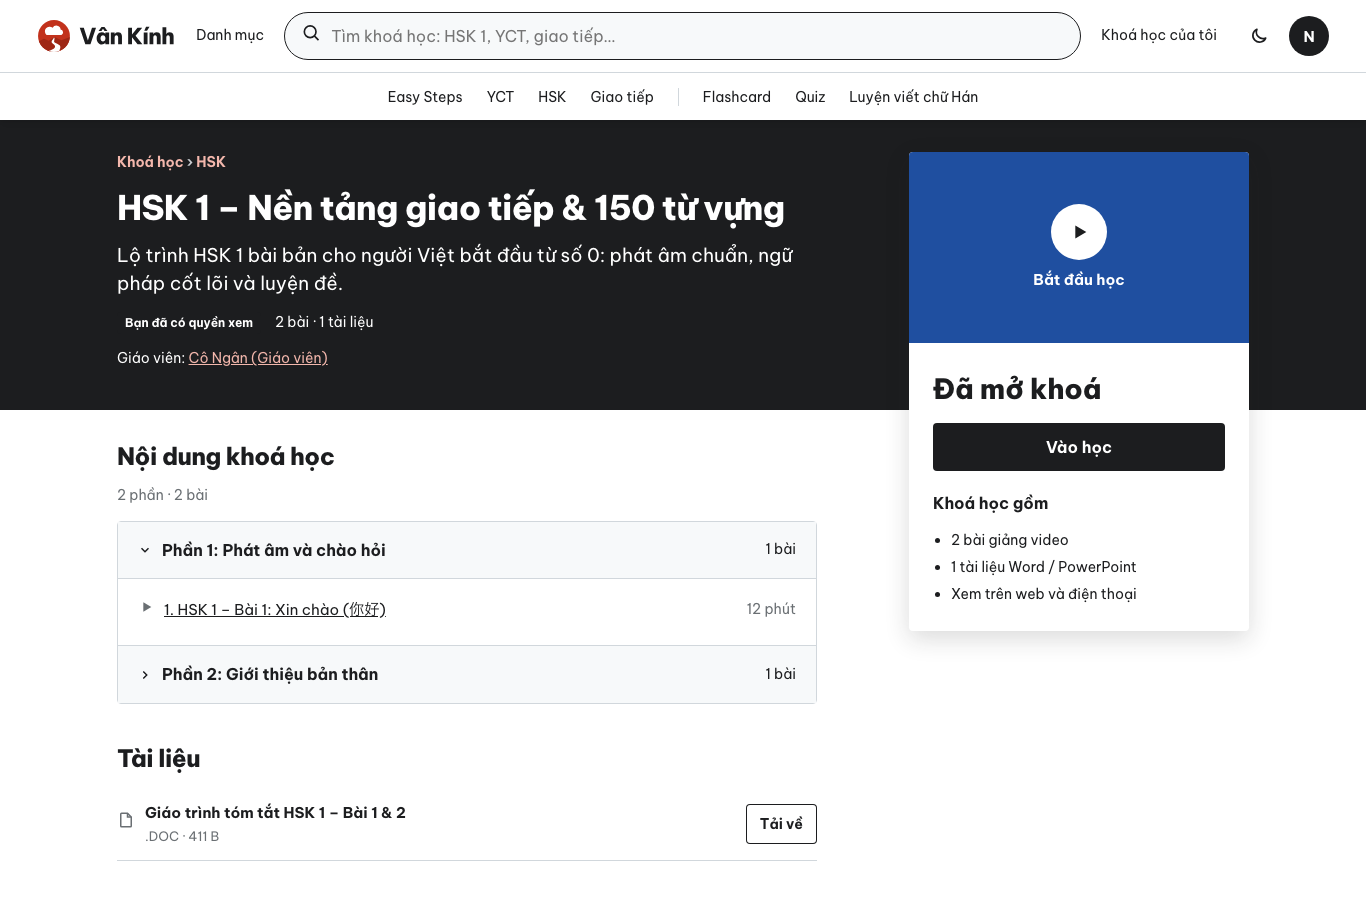 Vân Kính
Danh mục
Tìm khoá học: HSK 1, YCT, giao tiếp...
Khoá học của tôi
N
Easy Steps
YCT
HSK
Giao tiếp
Flashcard
Quiz
Luyện viết chữ Hán
Khoá học › HSK
HSK 1 – Nền tảng giao tiếp & 150 từ vựng
Lộ trình HSK 1 bài bản cho người Việt bắt đầu từ số 0: phát âm chuẩn, ngữ
pháp cốt lõi và luyện đề.
Bạn đã có quyền xem
2 bài · 1 tài liệu
Giáo viên: Cô Ngân (Giáo viên)
Bắt đầu học
Đã mở khoá
Vào học
Khoá học gồm
2 bài giảng video
1 tài liệu Word / PowerPoint
Xem trên web và điện thoại
Nội dung khoá học
2 phần · 2 bài
Phần 1: Phát âm và chào hỏi
1 bài
1. HSK 1 – Bài 1: Xin chào (你好)
12 phút
Phần 2: Giới thiệu bản thân
1 bài
Tài liệu
Giáo trình tóm tắt HSK 1 – Bài 1 & 2
.DOC · 411 B
Tải về